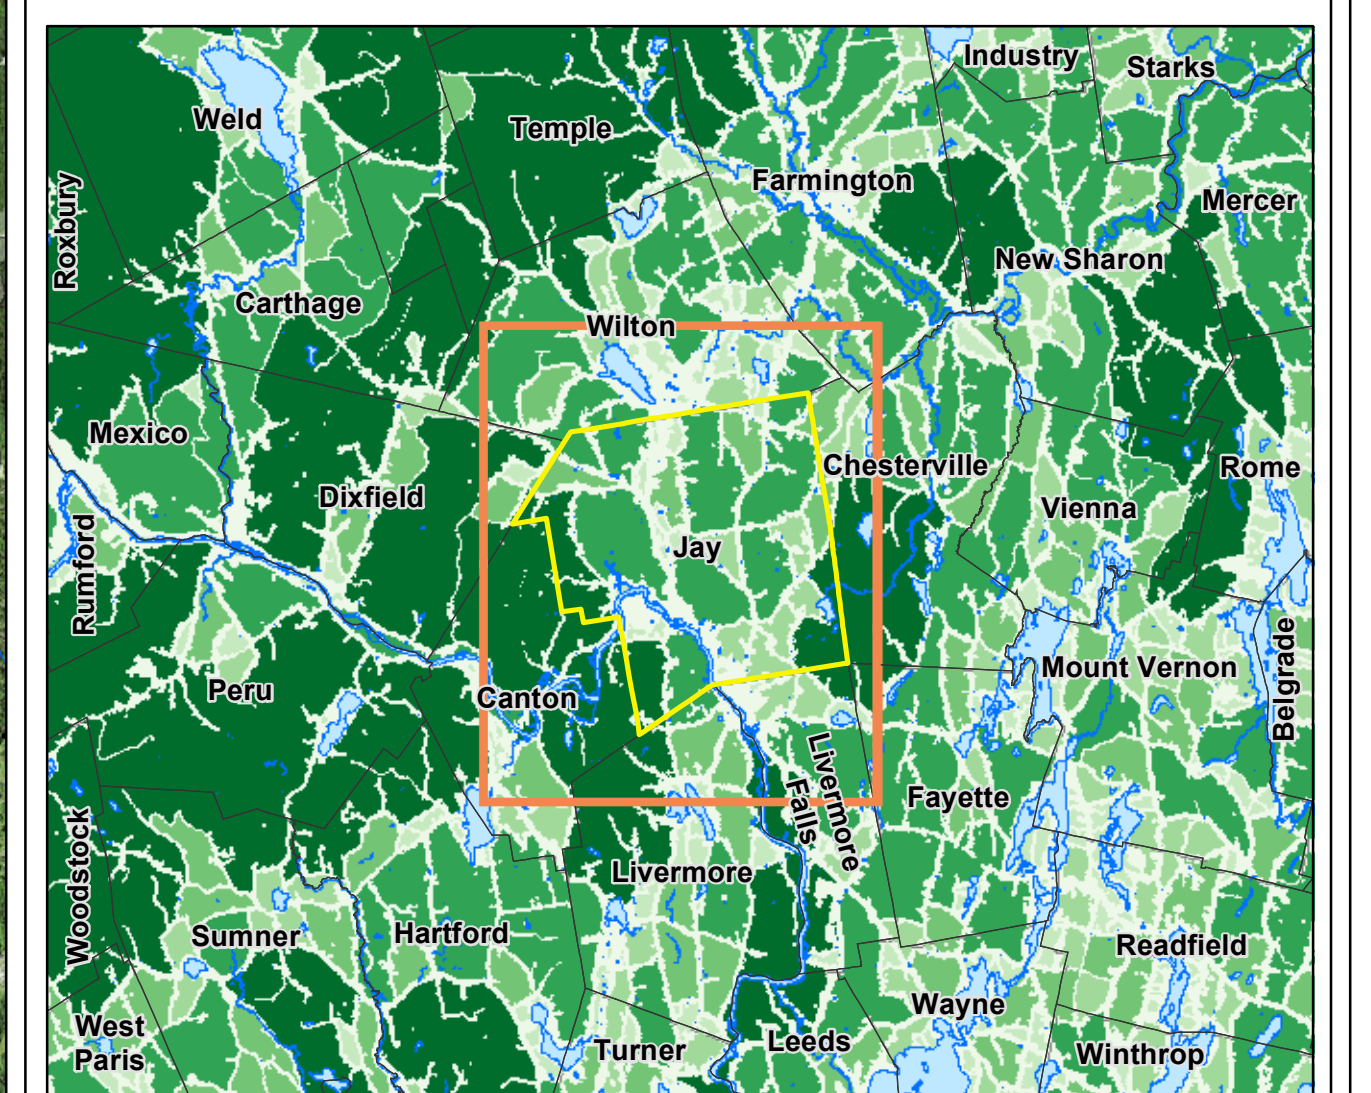 Industry
Starks
Weld
Temple
Farmington
Mercer
Roxbury
New Sharon
Carthage
Wilton
Mexico
Chesterville
Rome
Dixfield
Vienna
Jay
Rumford
Mount Vernon
Belgrade
Peru
Canton
Livermore
Falls
Fayette
Woodstock
Livermore
Sumner
Hartford
Readfield
Wayne
West
Paris
Turner
Leeds
Winthrop